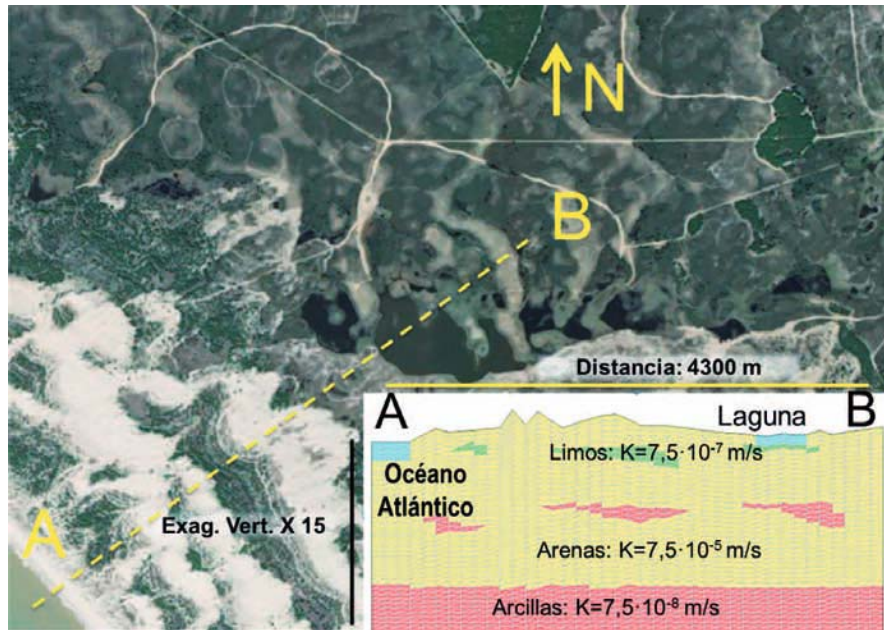 N
B
A
Distancia: 4300 m
Exag. Vert. X 15
A
B
Laguna
Limos: K=7,5·10⁻⁷ m/s
Océano
Atlántico
Arenas: K=7,5·10⁻⁵ m/s
Arcillas: K=7,5·10⁻⁸ m/s